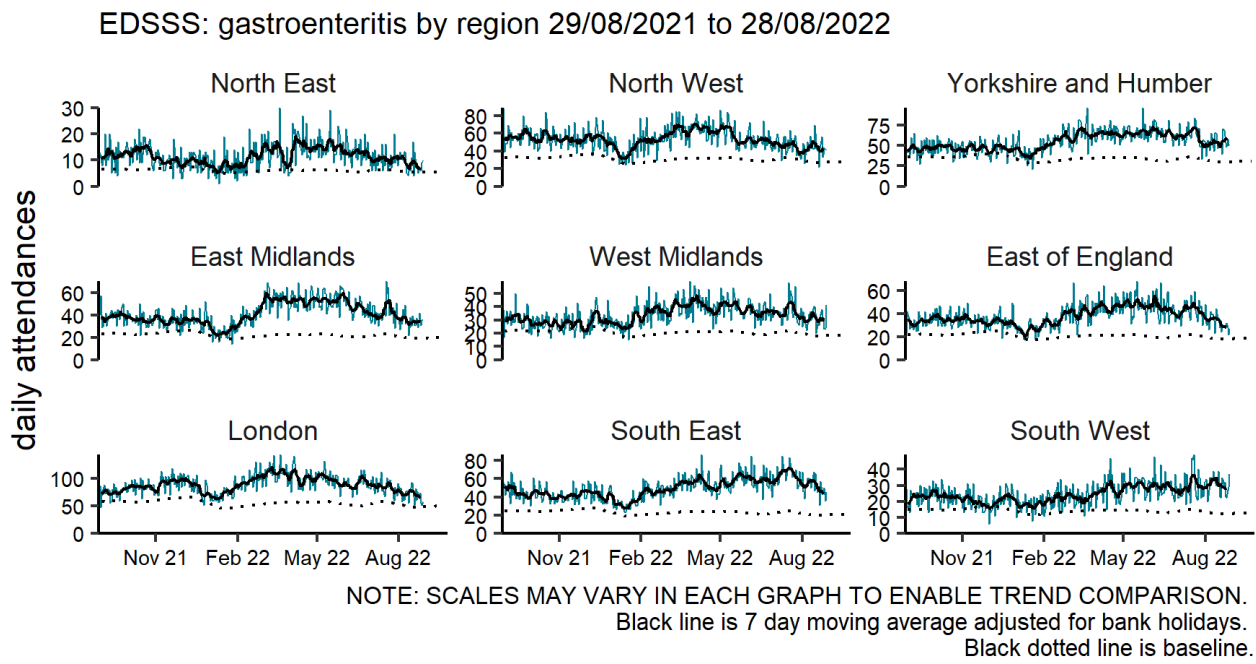 EDSSS: gastroenteritis by region 29/08/2021 to 28/08/2022
daily attendances
North East
30
20
10
0
North West
80
60
40
20
0
Yorkshire and Humber
75
50
25
0
East Midlands
60
40
20
0
West Midlands
50
40
30
20
10
0
East of England
60
40
20
0
London
100
50
0
Nov 21 Feb 22 May 22 Aug 22
South East
80
60
40
20
0
Nov 21 Feb 22 May 22 Aug 22
South West
40
30
20
10
0
Nov 21 Feb 22 May 22 Aug 22
NOTE: SCALES MAY VARY IN EACH GRAPH TO ENABLE TREND COMPARISON.
Black line is 7 day moving average adjusted for bank holidays.
Black dotted line is baseline.